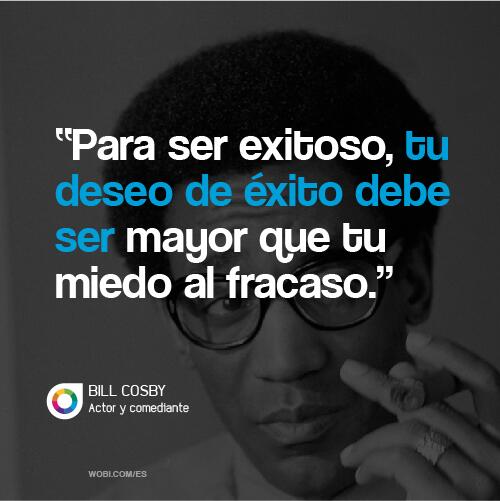 “Para ser exitoso, tu
deseo de éxito debe
ser mayor que tu
miedo al fracaso.”
BILL COSBY
Actor y comediante
WOBI.COM/ES